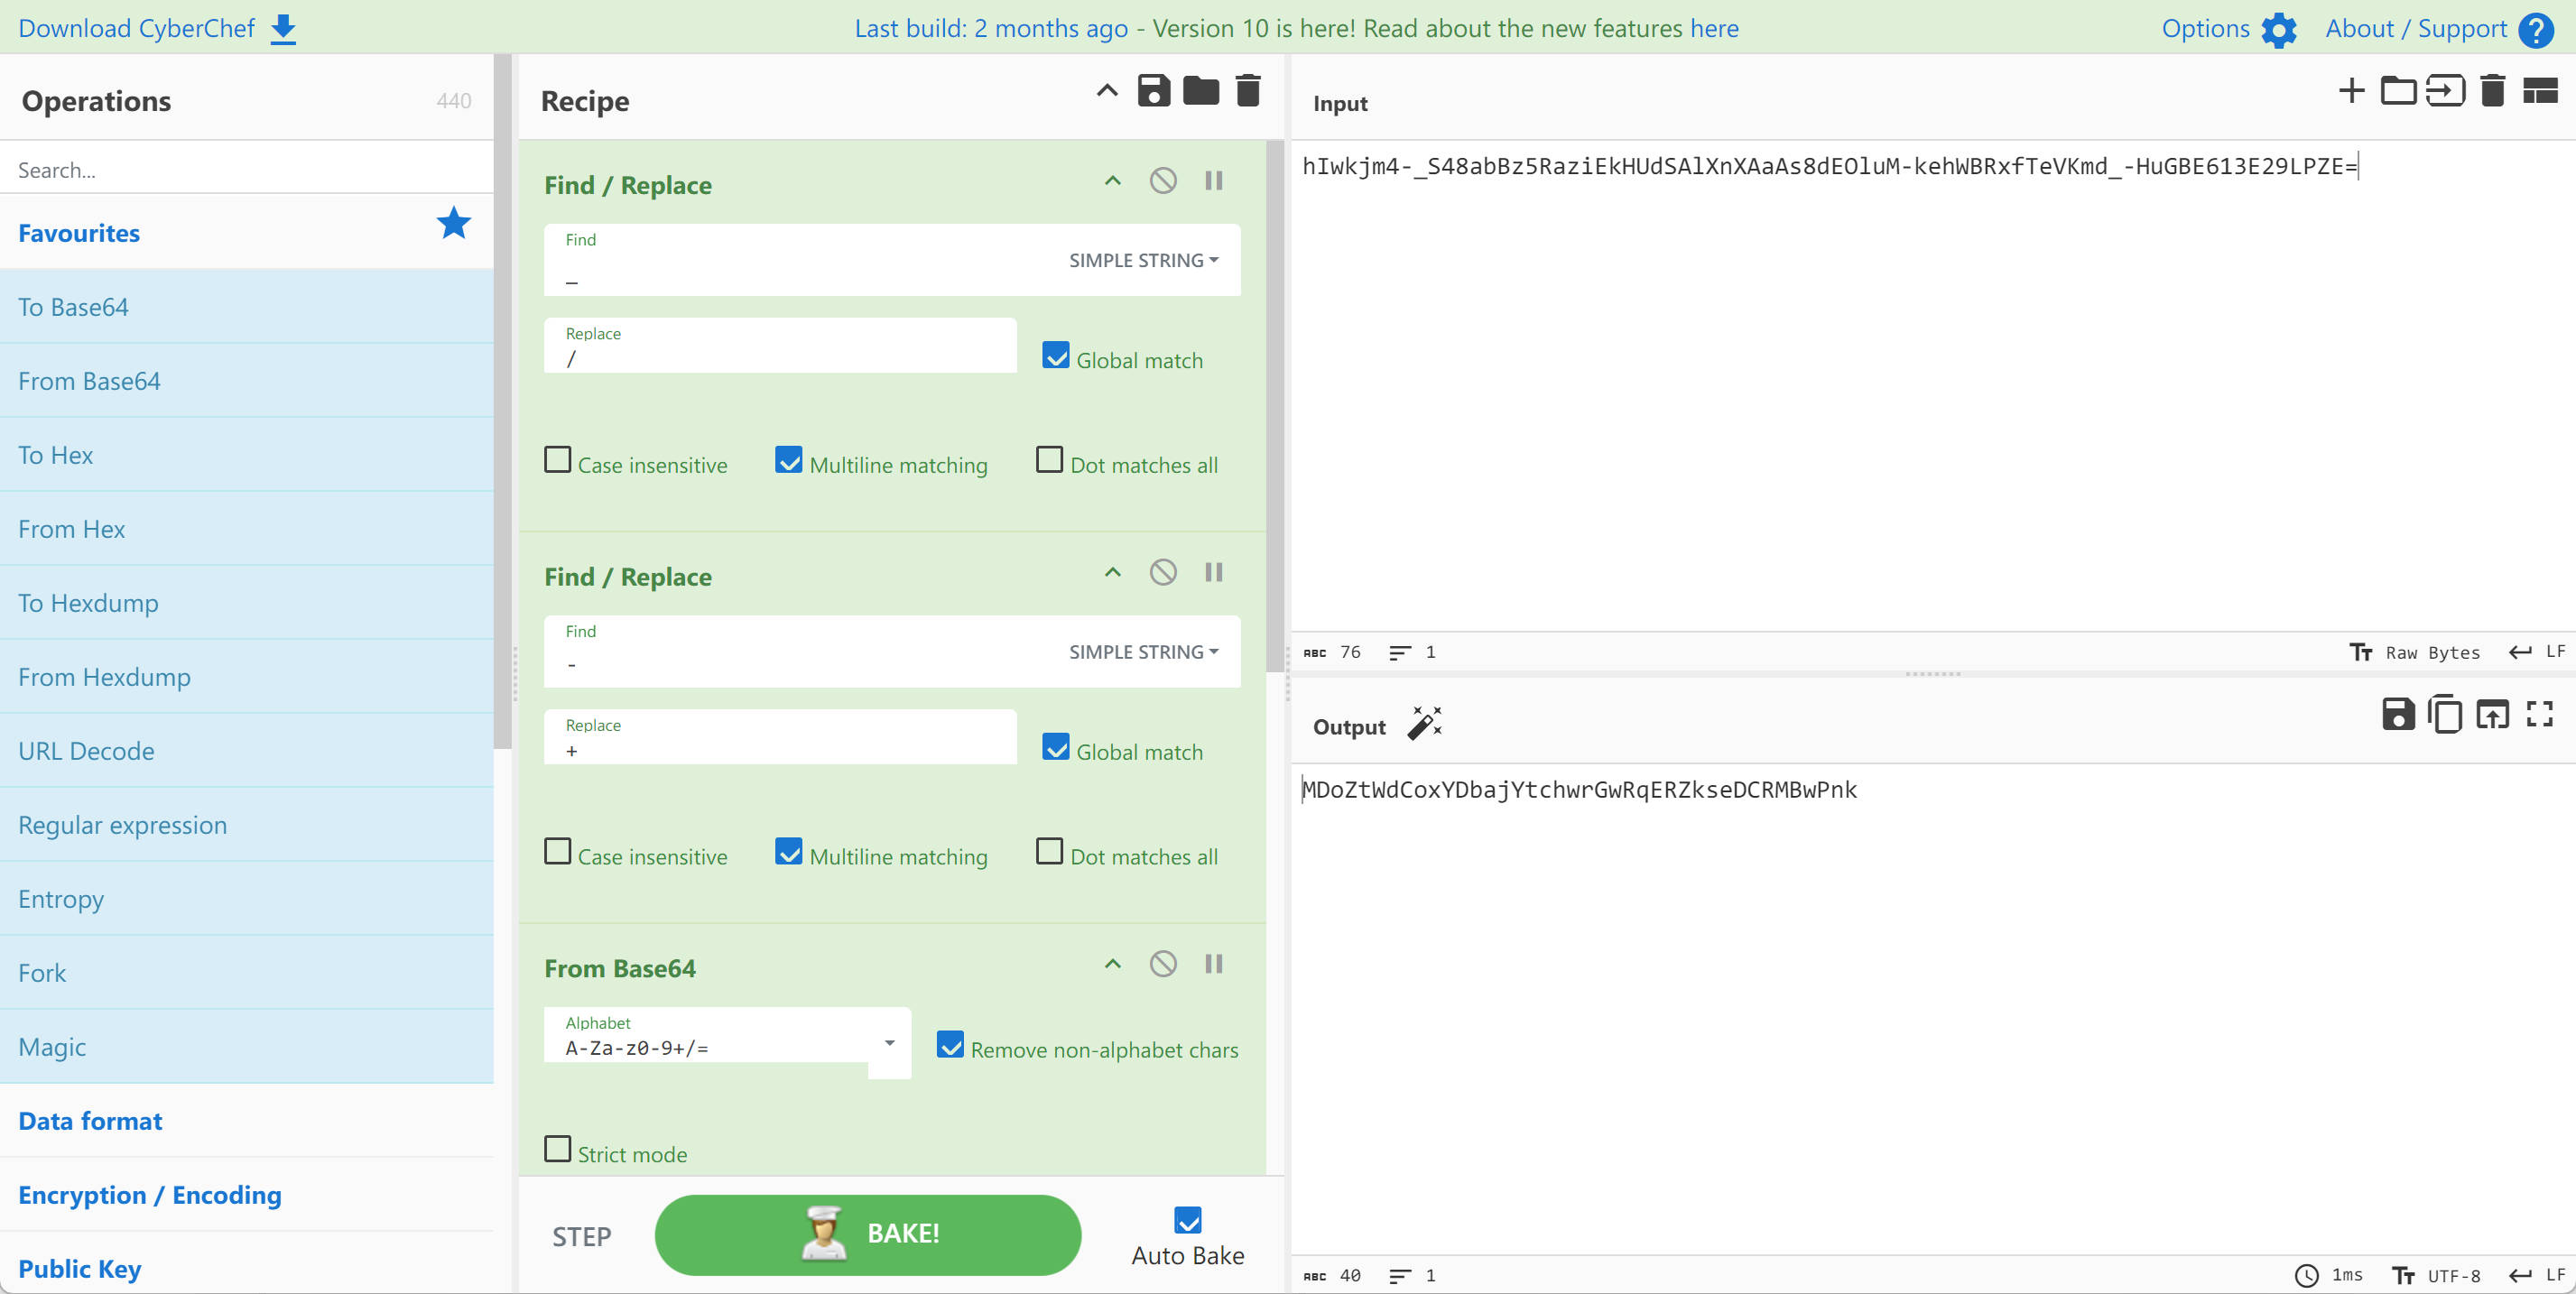 Download CyberChef
Last build: 2 months ago - Version 10 is here! Read about the new features here
Options
About / Support
Operations
440
Search...
Favourites
To Base64
From Base64
To Hex
From Hex
To Hexdump
From Hexdump
URL Decode
Regular expression
Entropy
Fork
Magic
Data format
Encryption / Encoding
Public Key
Recipe
Find / Replace
Find
_
SIMPLE STRING
Replace
/
Global match
Case insensitive
Multiline matching
Dot matches all
Find / Replace
Find
-
SIMPLE STRING
Replace
+
Global match
Case insensitive
Multiline matching
Dot matches all
From Base64
Alphabet
A-Za-z0-9+/=
Remove non-alphabet chars
Strict mode
STEP
BAKE!
Auto Bake
Input
hIwkjm4-_S48abBz5RaziEkHUdSAlXnXAaAs8dEOluM-kehWBRxfTeVKmd_-HuGBE613E29LPZE=
ABC 76
1
Raw Bytes
LF
Output
MDoZtWdCoxYDbajYtchwrGwRqERZkseDCRMBwPnk
ABC 40
1
1ms
UTF-8
LF